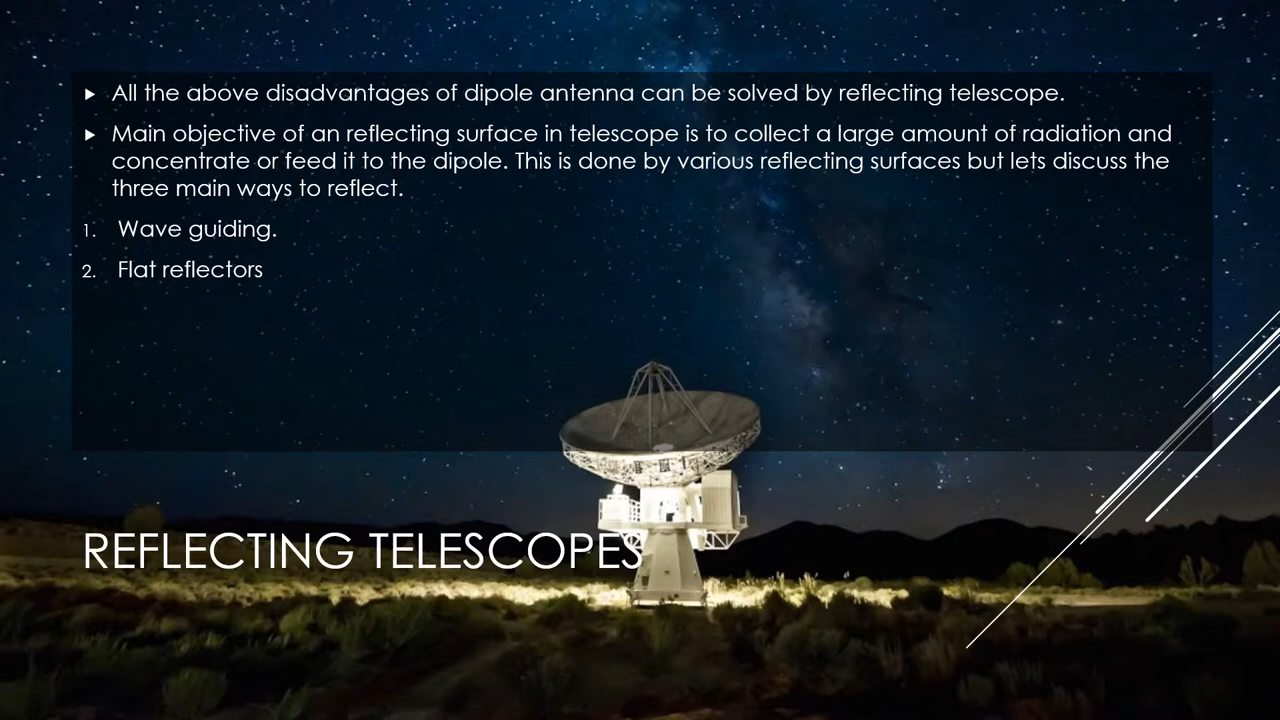 All the above disadvantages of dipole antenna can be solved by reflecting telescope.
Main objective of an reflecting surface in telescope is to collect a large amount of radiation and
concentrate or feed it to the dipole. This is done by various reflecting surfaces but lets discuss the
three main ways to reflect.
1. Wave guiding.
2. Flat reflectors
REFLECTING TELESCOPES